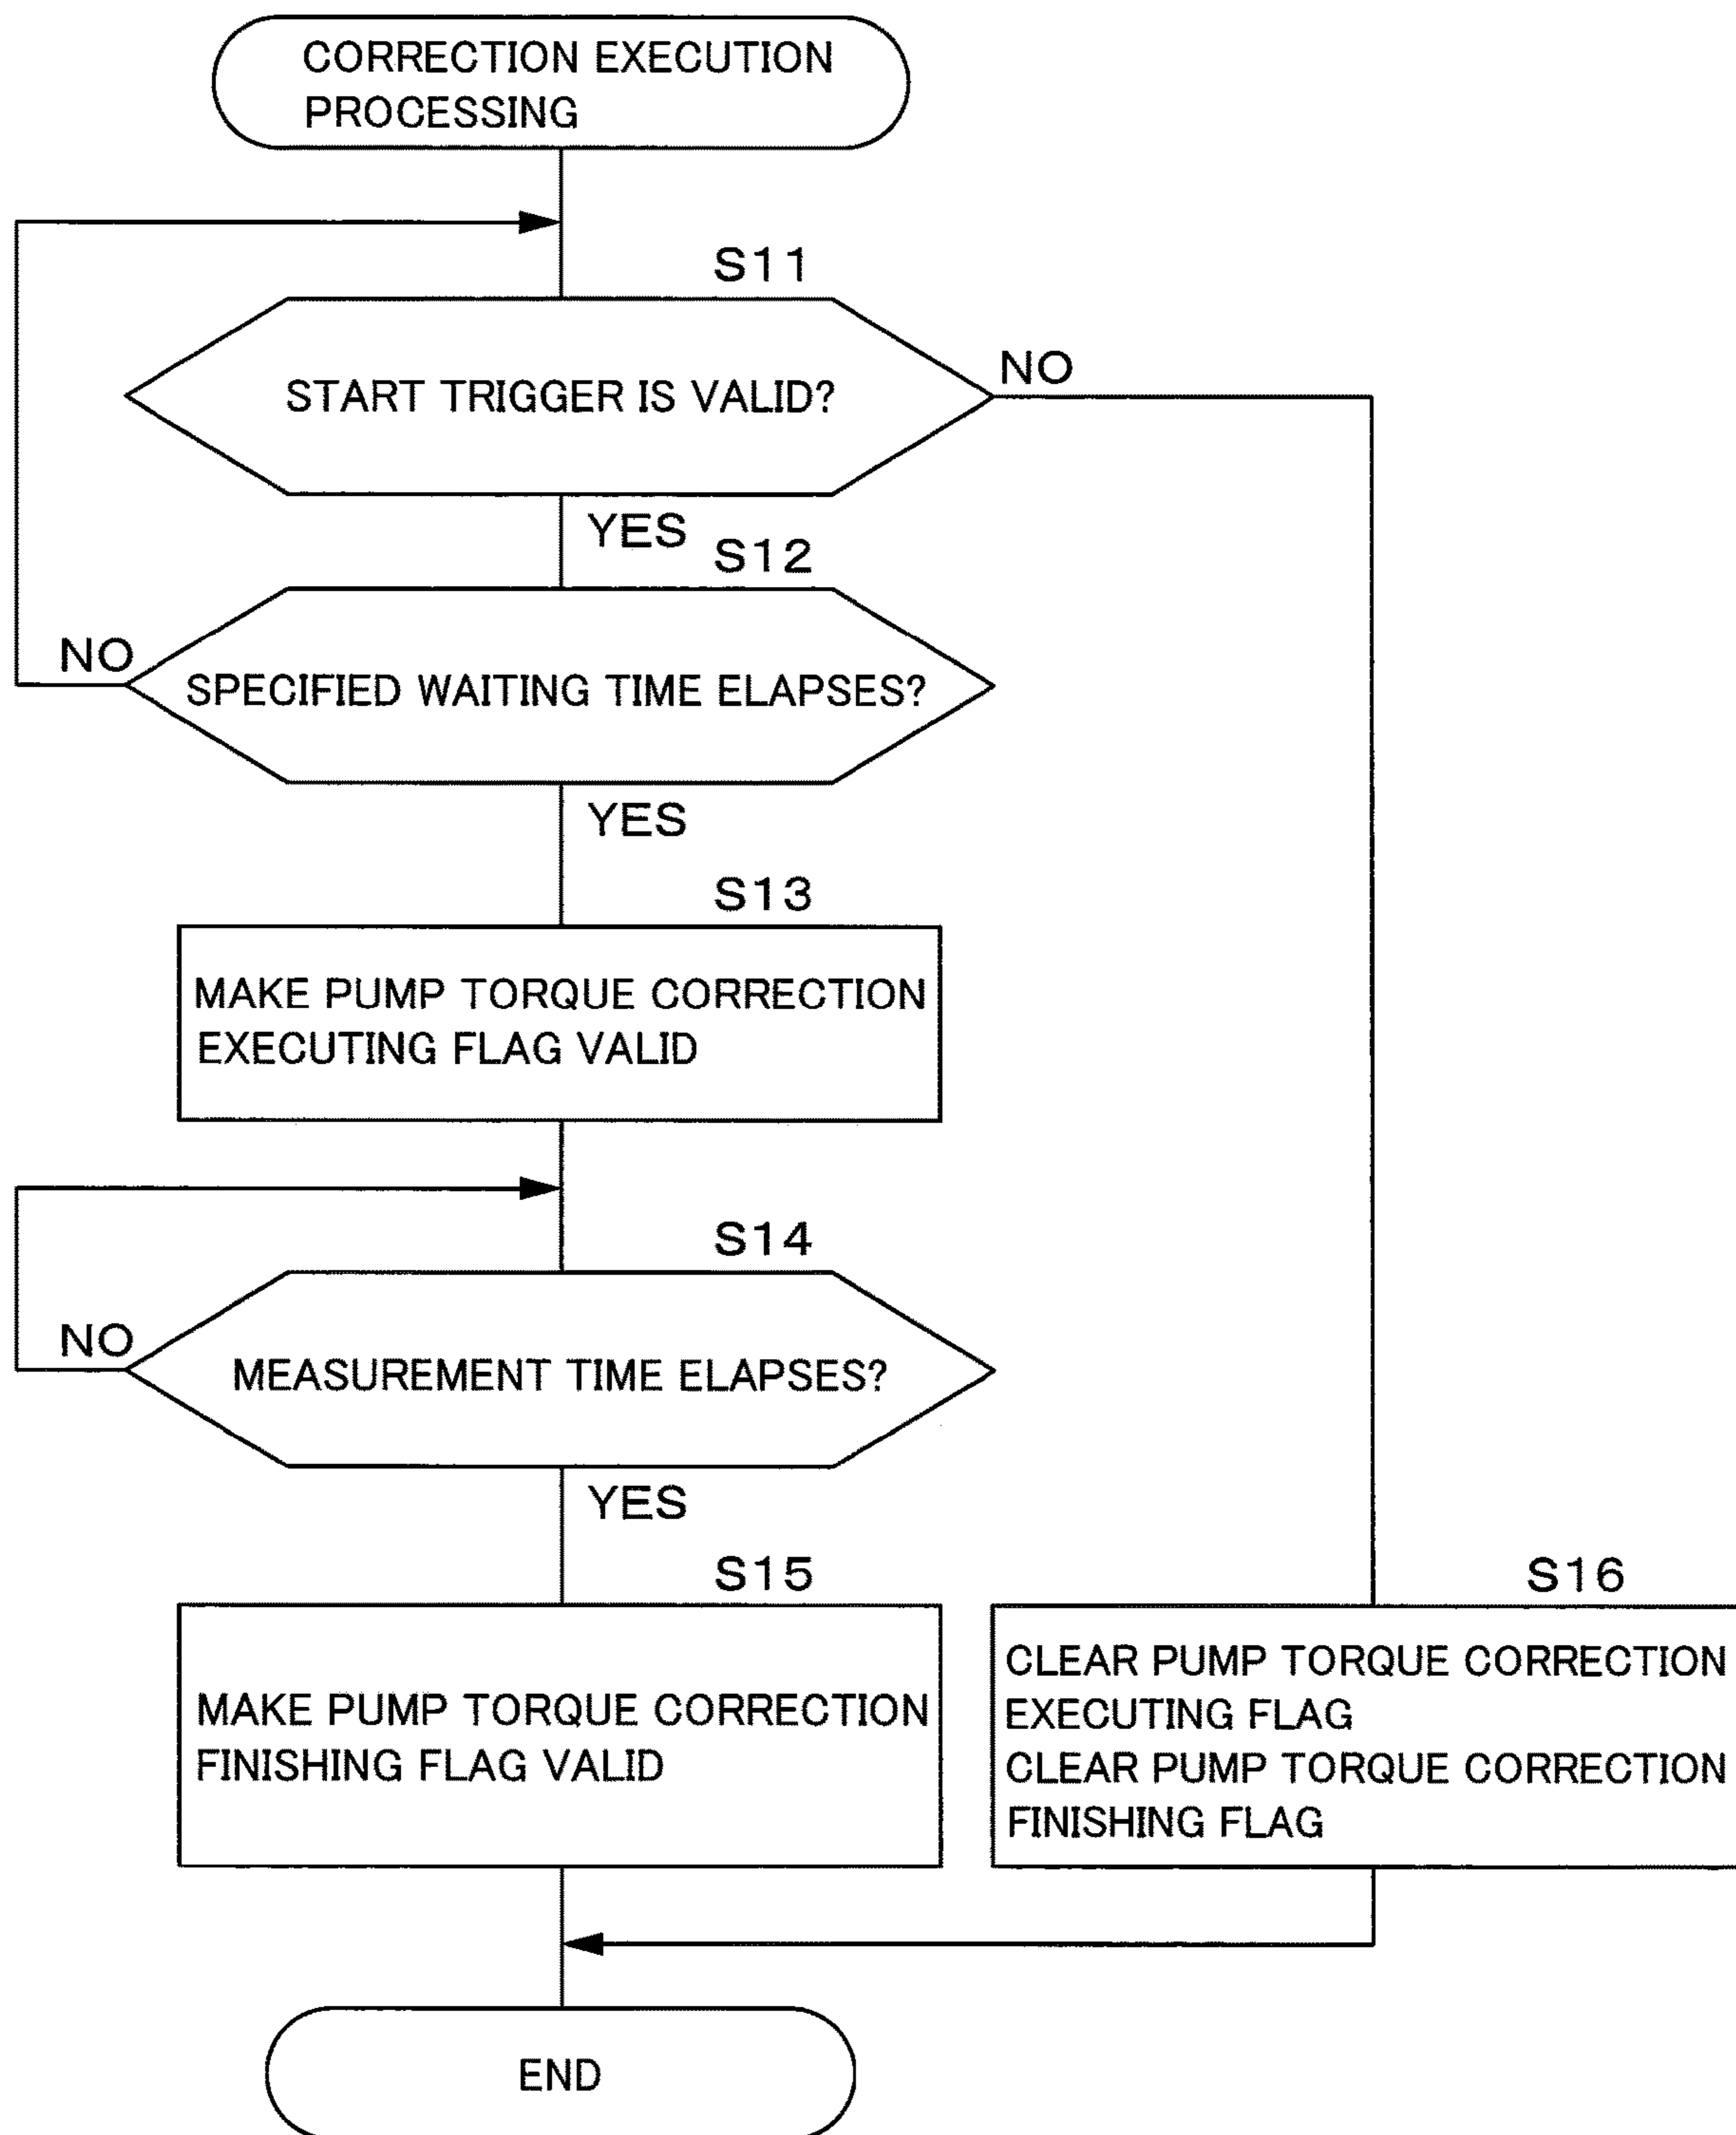 CORRECTION EXECUTION
PROCESSING
S11
START TRIGGER IS VALID?
NO
YES
S12
NO
SPECIFIED WAITING TIME ELAPSES?
YES
S13
MAKE PUMP TORQUE CORRECTION
EXECUTING FLAG VALID
S14
NO
MEASUREMENT TIME ELAPSES?
YES
S15
MAKE PUMP TORQUE CORRECTION
FINISHING FLAG VALID
S16
CLEAR PUMP TORQUE CORRECTION
EXECUTING FLAG
CLEAR PUMP TORQUE CORRECTION
FINISHING FLAG
END